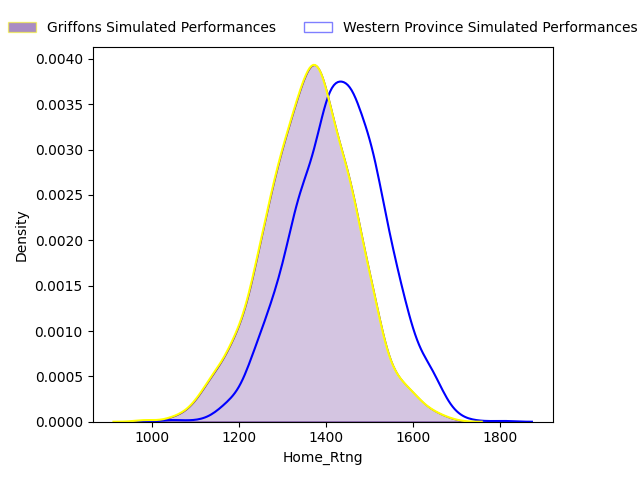 Griffons Simulated Performances
Western Province Simulated Performances
0.0040
0.0035
0.0030
0.0025
0.0020
0.0015
0.0010
0.0005
0.0000
Density
1000 1200 1400 1600 1800
Home_Rtng